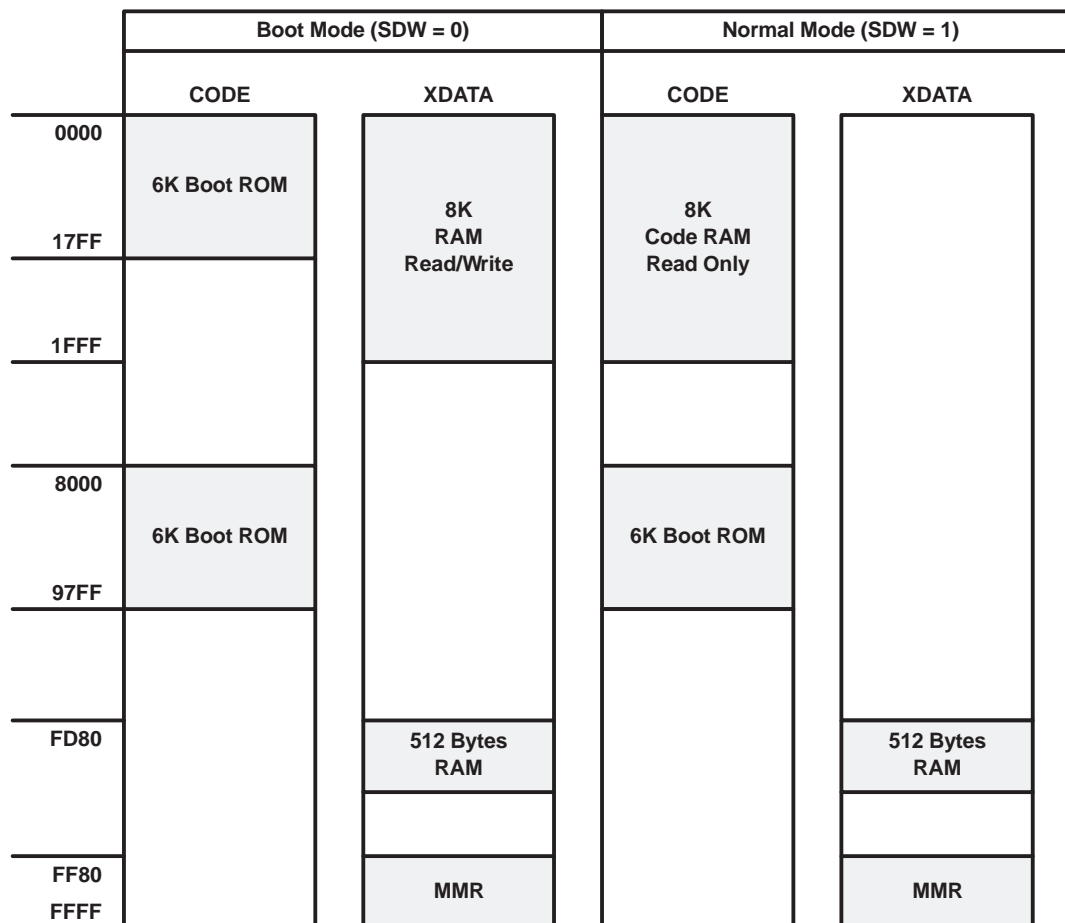 Boot Mode (SDW = 0)
Normal Mode (SDW = 1)
CODE
XDATA
CODE
XDATA
0000
6K Boot ROM
17FF
8K
RAM
Read/Write
8K
Code RAM
Read Only
1FFF
8000
6K Boot ROM
6K Boot ROM
97FF
FD80
512 Bytes
RAM
512 Bytes
RAM
FF80
MMR
MMR
FFFF